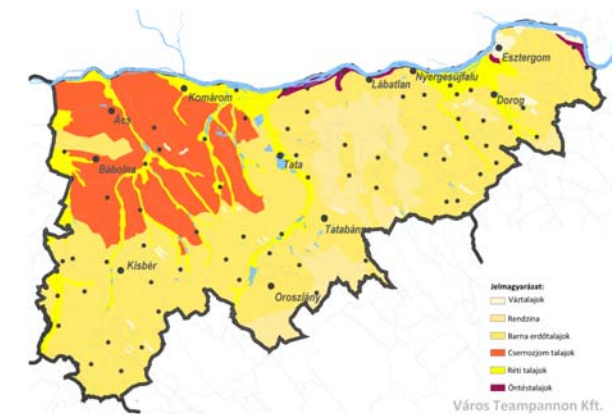 Esztergom
Nyergesújfalu
Lábatlan
Komárom
Dorog
Ács
Tata
Bábolna
Tatabánya
Kisbér
Oroszlány
Jelmagyarázat:
Váztalajok
Rendzina
Barna erdőtalajok
Csernozjom talajok
Réti talajok
Öntéstalajok
Város Teampannon Kft.